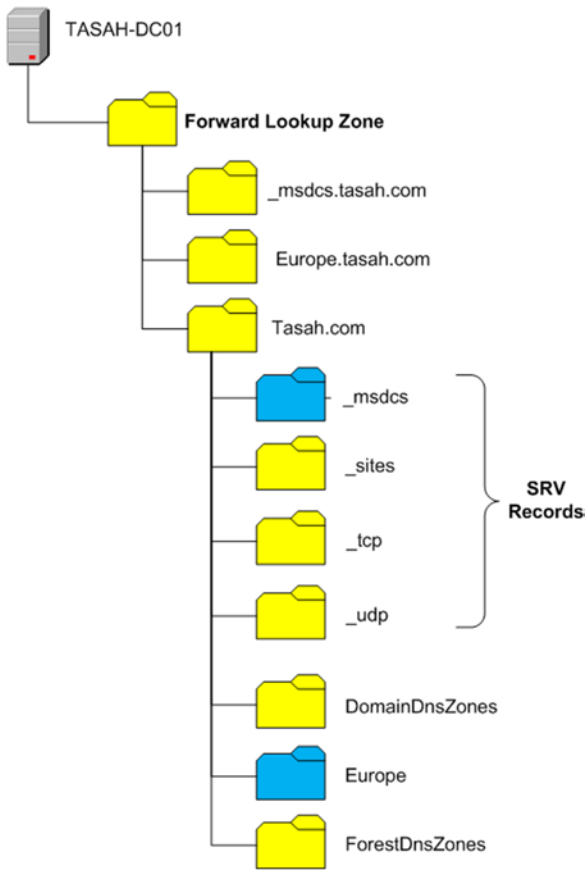 TASAH-DC01
Forward Lookup Zone
_msdcs.tasah.com
Europe.tasah.com
Tasah.com
_msdcs
_sites
_tcp
_udp
SRV
Records
DomainDnsZones
Europe
ForestDnsZones